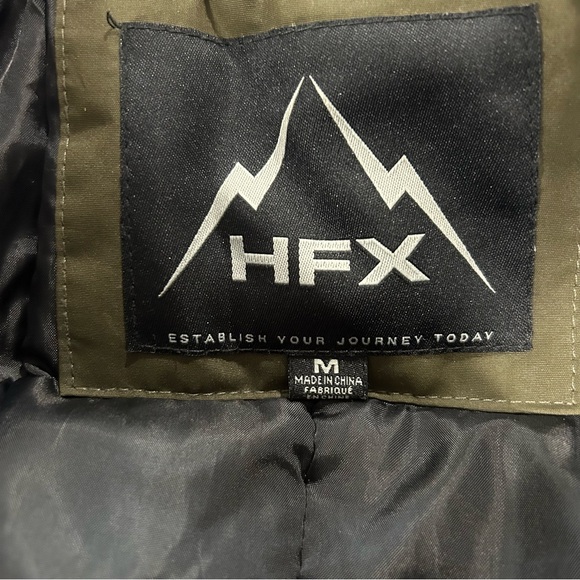 HFX
ESTABLISH YOUR JOURNEY TODAY
M
MADE IN CHINA
FABRIQUÉ
EN CHINE